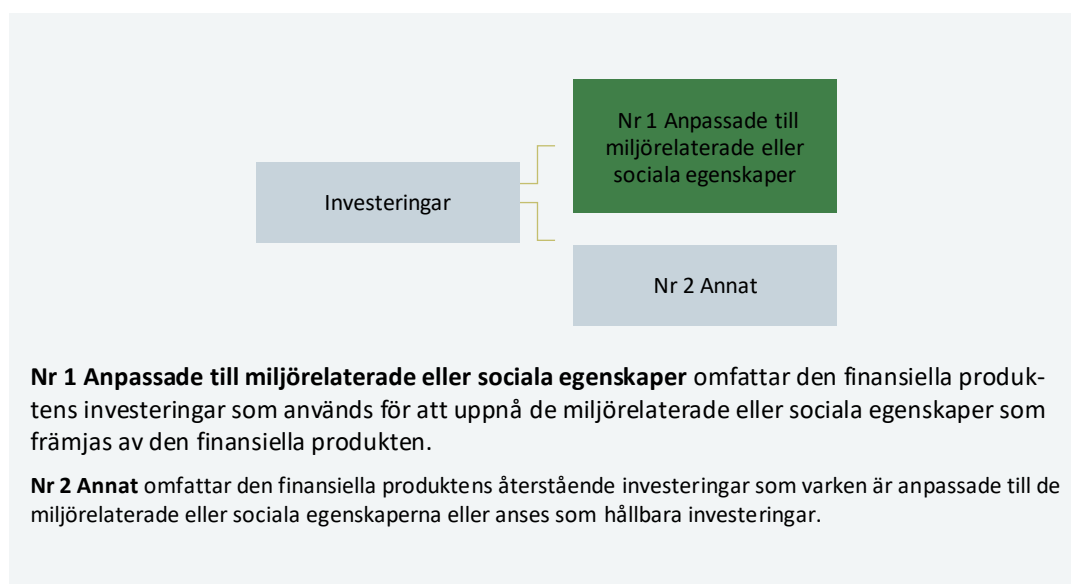 Nr 1 Anpassade till
miljörelaterade eller
sociala egenskaper
Investeringar
Nr 2 Annat
Nr 1 Anpassade till miljörelaterade eller sociala egenskaper omfattar den finansiella produk-
tens investeringar som används för att uppnå de miljörelaterade eller sociala egenskaper som
främjas av den finansiella produkten.
Nr 2 Annat omfattar den finansiella produktens återstående investeringar som varken är anpassade till de
miljörelaterade eller sociala egenskaperna eller anses som hållbara investeringar.